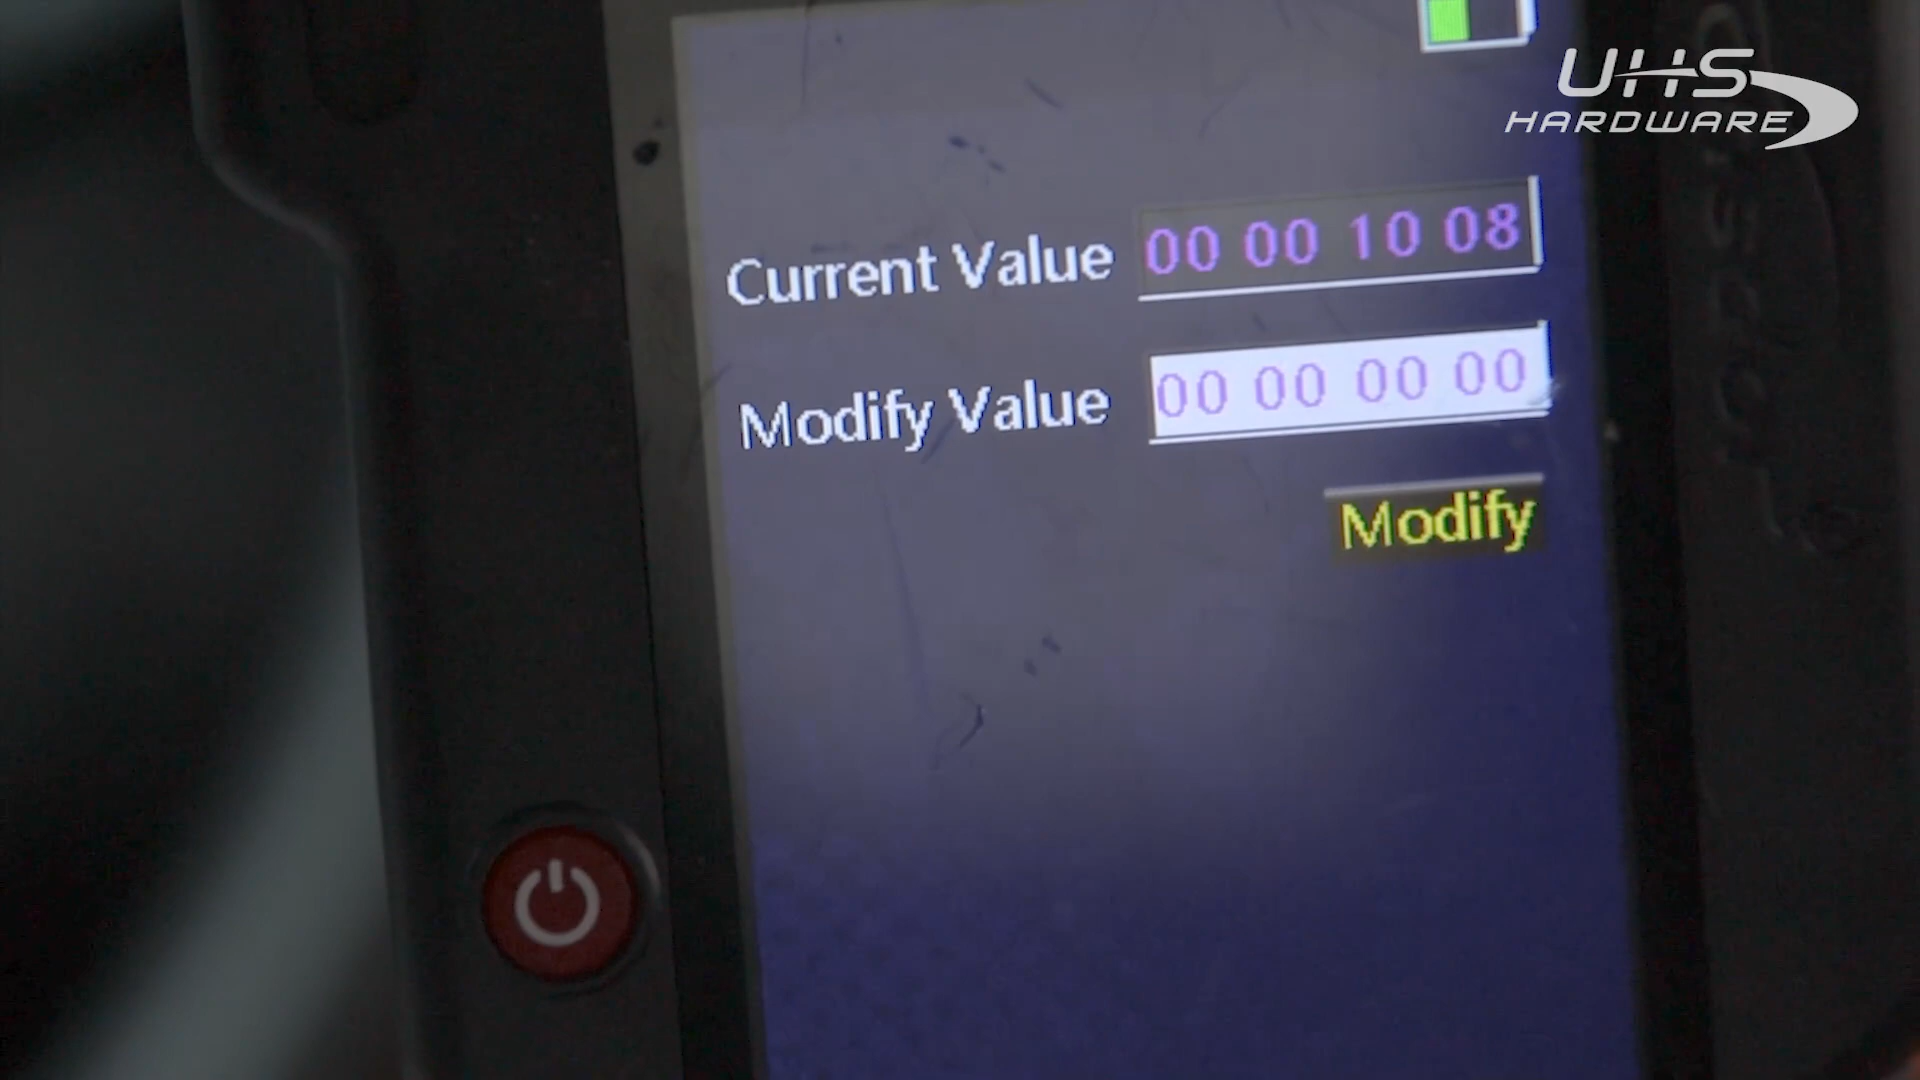 UHS
HARDWARE
Current Value 00 00 10 08
Modify Value 00 00 00 00
Modify